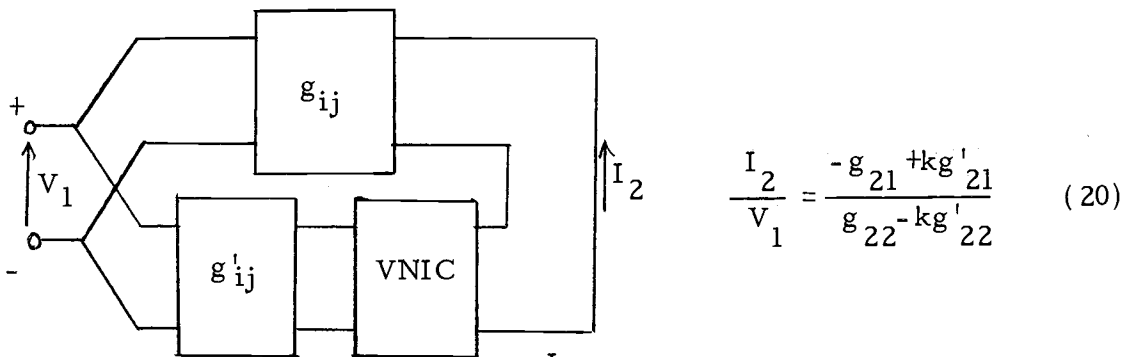 g_ij
+
V_1
-
g'_ij
VNIC
I_2
I_2 / V_1 = (-g_21 + kg'_21) / (g_22 - kg'_22) (20)